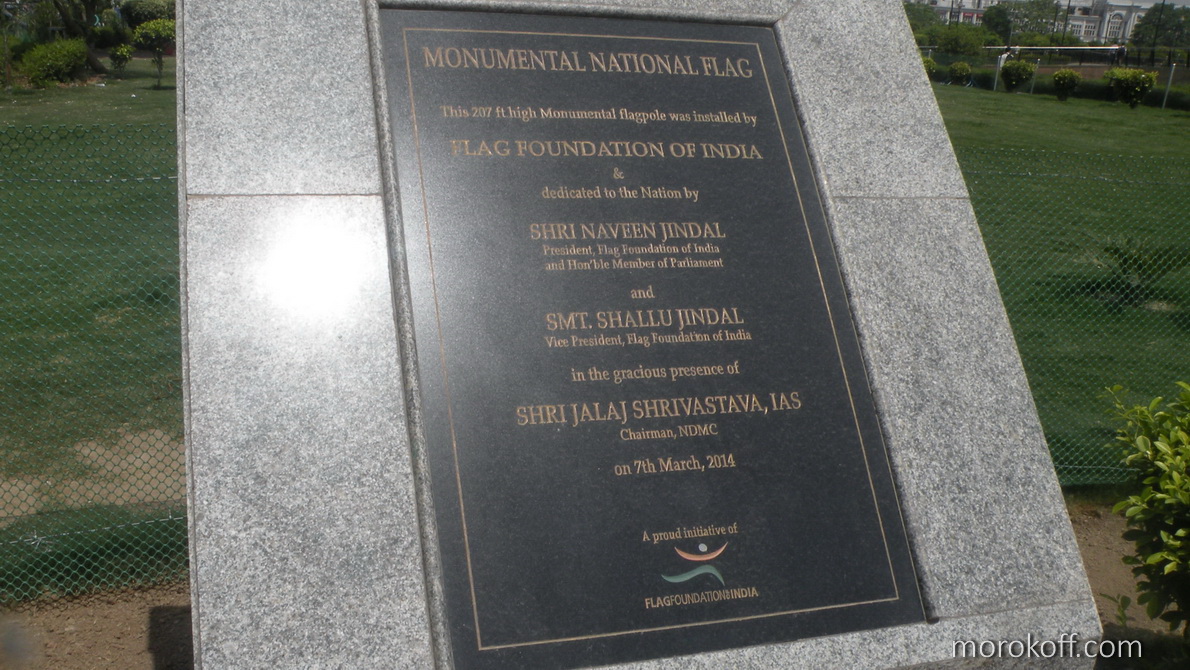 MONUMENTAL NATIONAL FLAG
This 207 ft.high Monumental flagpole was installed by
FLAG FOUNDATION OF INDIA
&
dedicated to the Nation by
SHRI NAVEEN JINDAL
President, Flag Foundation of India
and Hon'ble Member of Parliament
and
SMT. SHALLU JINDAL
Vice President, Flag Foundation of India
in the gracious presence of
SHRI JALAJ SHRIVASTAVA, IAS
Chairman, NDMC
on 7th March, 2014
A proud initiative of
FLAGFOUNDATIONOFINDIA
morokoff.com